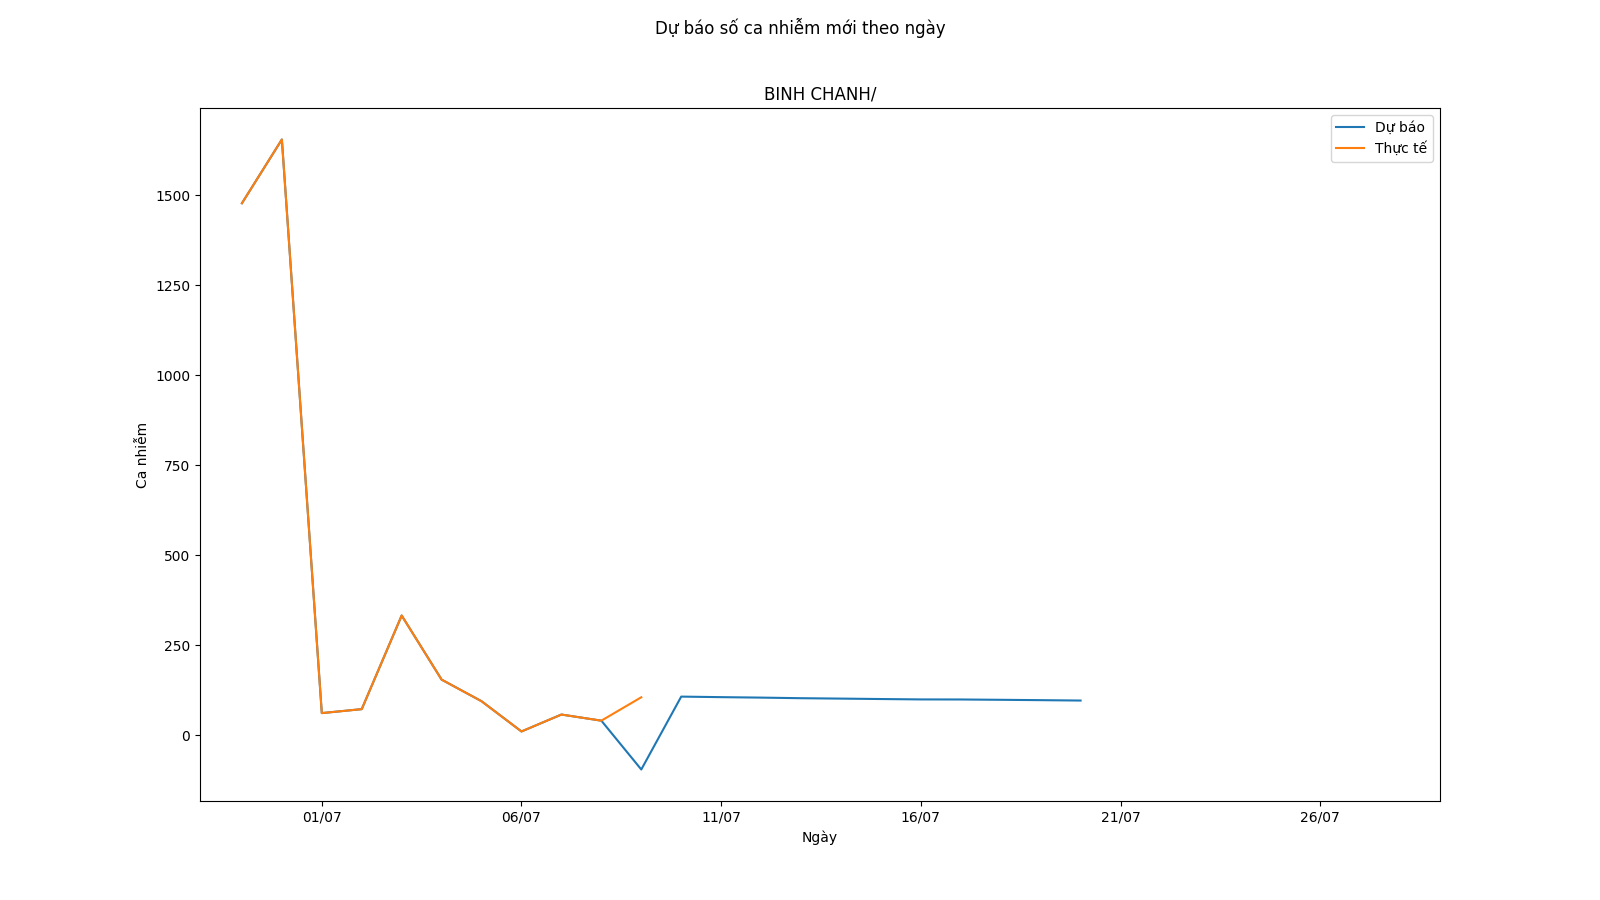 Dự báo số ca nhiễm mới theo ngày
BINH CHANH/
Dự báo
Thực tế
1500
1250
1000
750
500
250
0
Ca nhiễm
01/07
06/07
11/07
16/07
21/07
26/07
Ngày